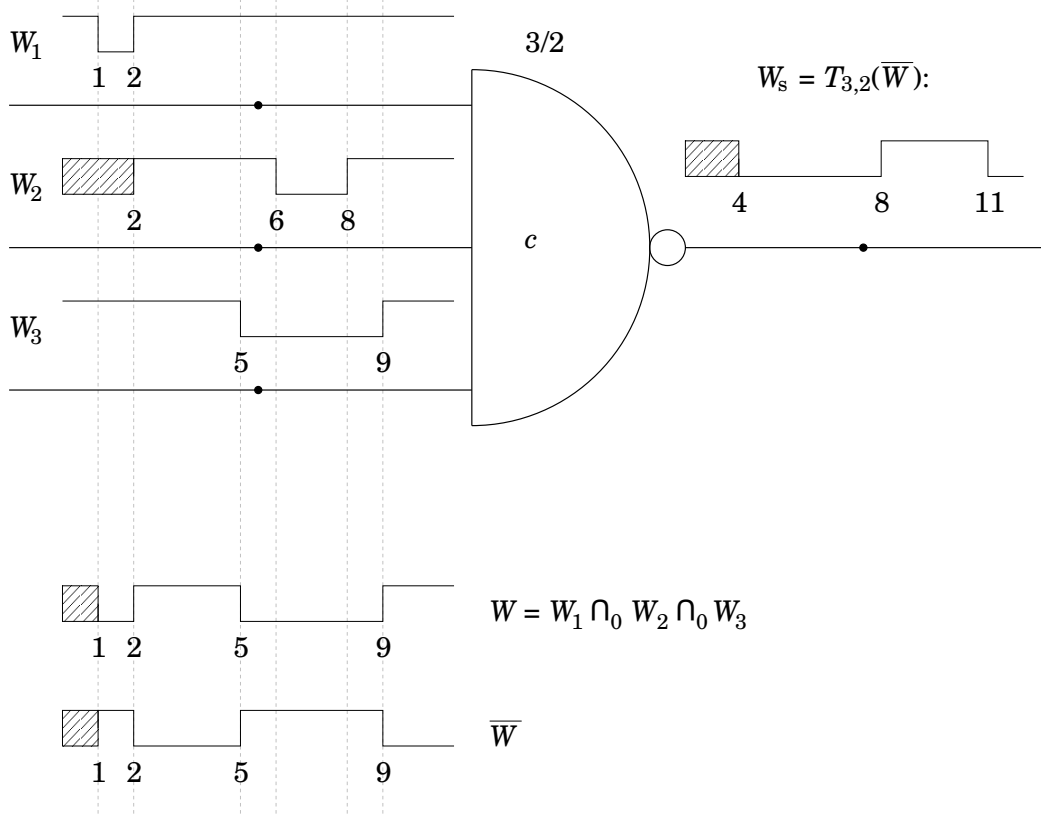 W₁
1 2
3/2
Wₛ = T₃,₂(W̅):
W₂
2 6 8
c
4 8 11
W₃
5 9
W = W₁ ∩₀ W₂ ∩₀ W₃
1 2 5 9
W̅
1 2 5 9